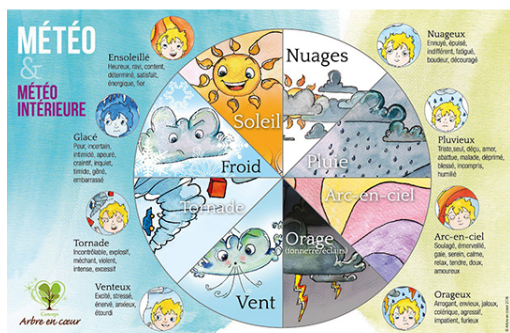 MÉTÉO
&
MÉTÉO
INTÉRIEURE
Ensoleillé
Heureux, ravi, content,
déterminé, satisfait,
énergique, fier
Glacé
Peur, incertain,
intimidé, apeuré,
craintif, inquiet,
timide, gêné,
embarrassé
Tornade
Incontrôlable, explosif,
méchant, violent,
intense, excessif
Venteux
Excité, stressé,
énervé, anxieux,
étourdi
Arbre en cœur
Soleil
Froid
Tornade
Vent
Nuages
Pluie
Arc-en-ciel
Orage
(tonnerre/éclairs)
Nuageux
Ennuyé, épuisé,
indifférent, fatigué,
boudeur, découragé
Pluvieux
Triste, seul, déçu, amer,
abattue, malade, déprimé,
blessé, incompris,
humilié
Arc-en-ciel
Soulagé, émerveillé,
gaie, serein, calme,
relax, tendre, doux,
amoureux
Orageux
Arrogant, envieux, jaloux,
colérique, agressif,
impatient, furieux